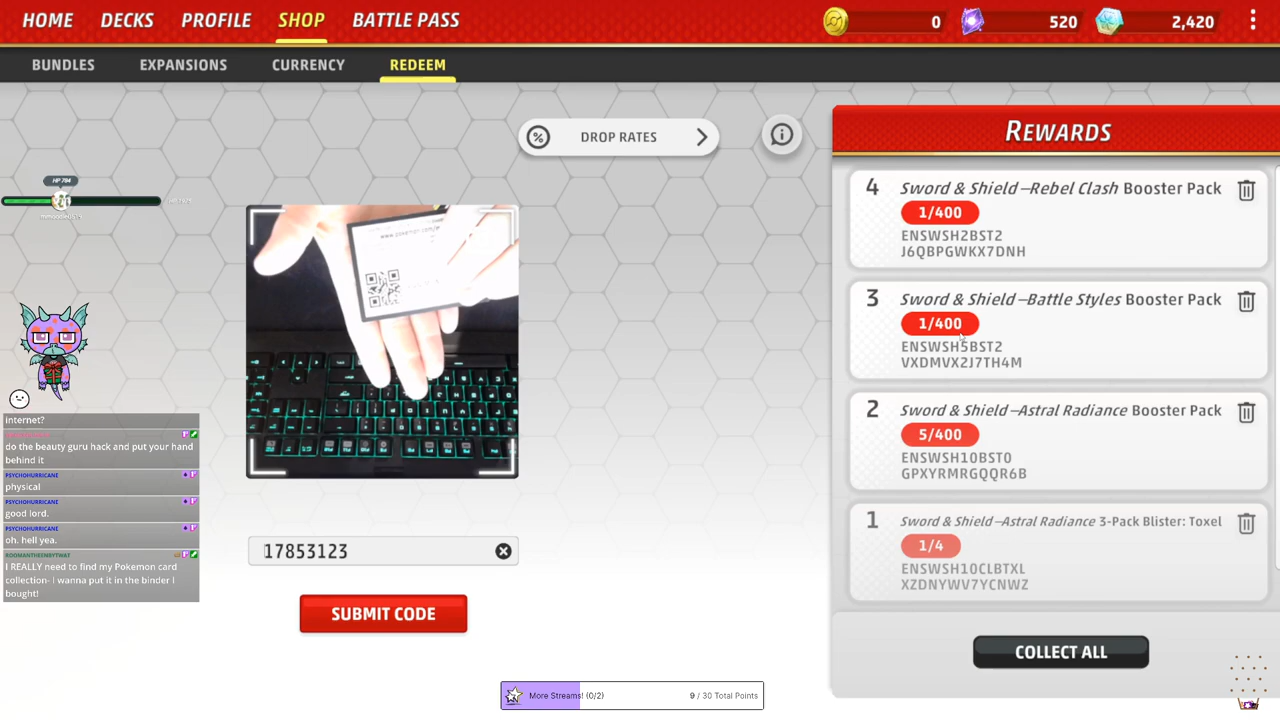 HOME
DECKS
PROFILE
SHOP
BATTLE PASS
0
520
2,420
BUNDLES
EXPANSIONS
CURRENCY
REDEEM
%
DROP RATES
HP 784
www.pokemon.com/
internet?
do the beauty guru hack and put your hand
behind it
PSYCHOHURRICANE
physical
PSYCHOHURRICANE
good lord.
PSYCHOHURRICANE
oh. hell yea.
I REALLY need to find my Pokemon card
collection- I wanna put it in the binder I
bought!
17853123
SUBMIT CODE
REWARDS
4
Sword & Shield—Rebel Clash Booster Pack
1/400
ENSWSH2BST2
J6QBPGWKX7DNH
3
Sword & Shield—Battle Styles Booster Pack
1/400
ENSWSH5BST2
VXDMVX2J7TH4M
2
Sword & Shield—Astral Radiance Booster Pack
5/400
ENSWSH10BST0
GPXYRMRGQQR6B
1
Sword & Shield—Astral Radiance 3-Pack Blister: Toxel
1/4
ENSWSH10CLBTXL
XZDNYWV7YCNWZ
COLLECT ALL
More Streams! (0/2)
9 / 30 Total Points